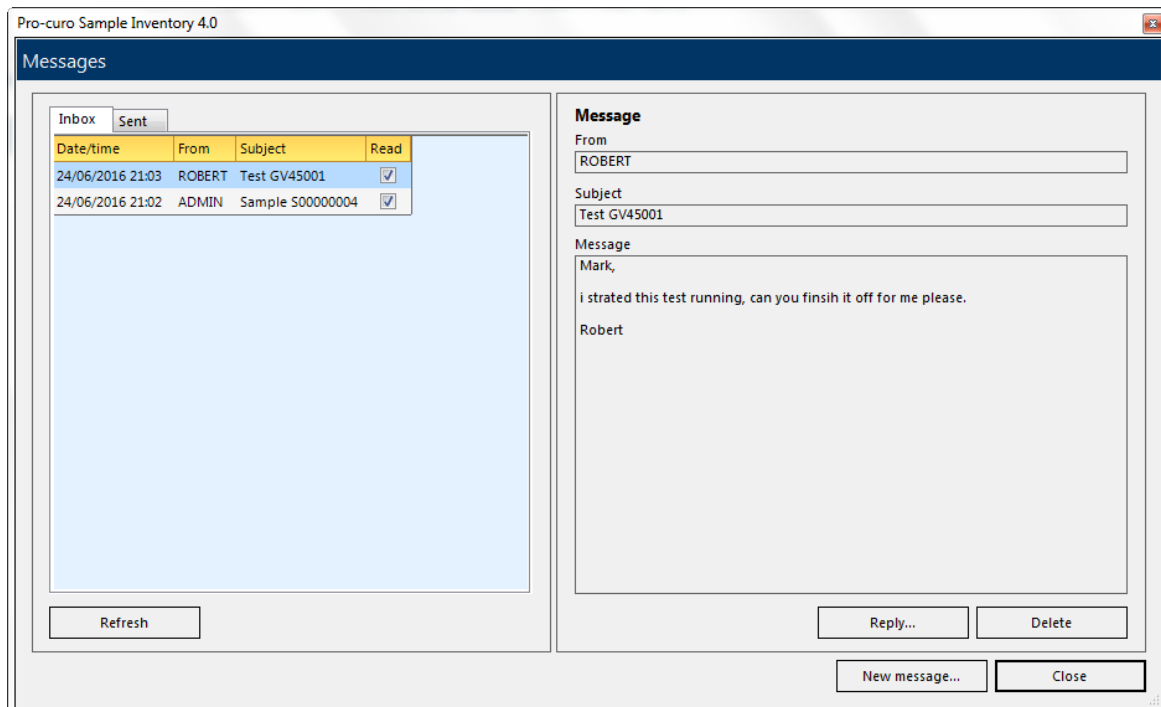 Pro-curo Sample Inventory 4.0
Messages
Inbox Sent
Date/time From Subject Read
24/06/2016 21:03 ROBERT Test GV45001
24/06/2016 21:02 ADMIN Sample S00000004
Refresh
Message
From
ROBERT
Subject
Test GV45001
Message
Mark,
i strated this test running, can you finsih it off for me please.
Robert
Reply... Delete
New message... Close